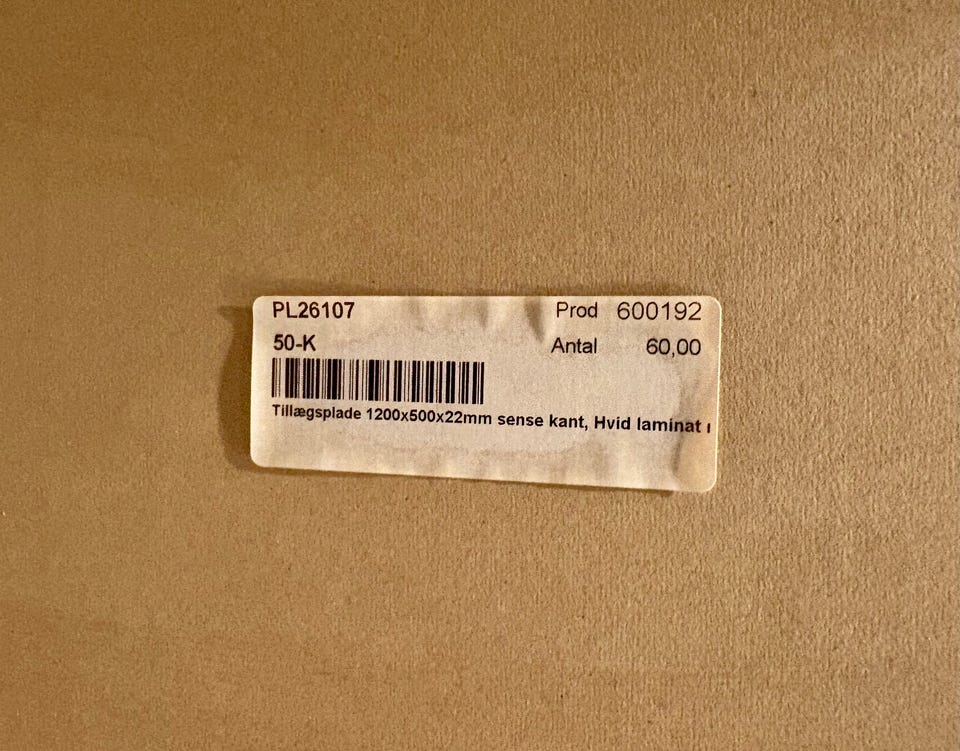 PL26107 Prod 600192
50-K Antal 60,00
Tillægsplade 1200x500x22mm sense kant, Hvid laminat